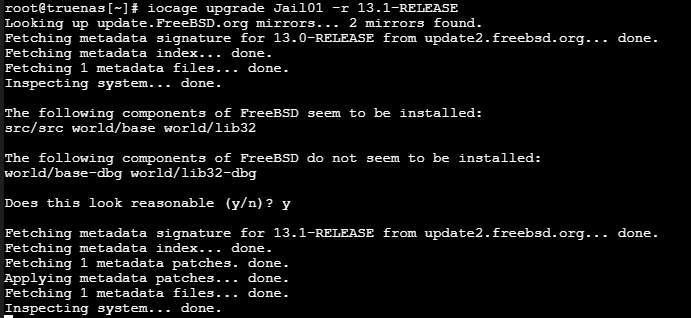 root@truenas[~]# iocage upgrade Jail01 -r 13.1-RELEASE
Looking up update.FreeBSD.org mirrors... 2 mirrors found.
Fetching metadata signature for 13.0-RELEASE from update2.freebsd.org... done.
Fetching metadata index... done.
Fetching 1 metadata files... done.
Inspecting system... done.
The following components of FreeBSD seem to be installed:
src/src world/base world/lib32
The following components of FreeBSD do not seem to be installed:
world/base-dbg world/lib32-dbg
Does this look reasonable (y/n)? y
Fetching metadata signature for 13.1-RELEASE from update2.freebsd.org... done.
Fetching metadata index... done.
Fetching 1 metadata patches. done.
Applying metadata patches... done.
Fetching 1 metadata files... done.
Inspecting system... done.